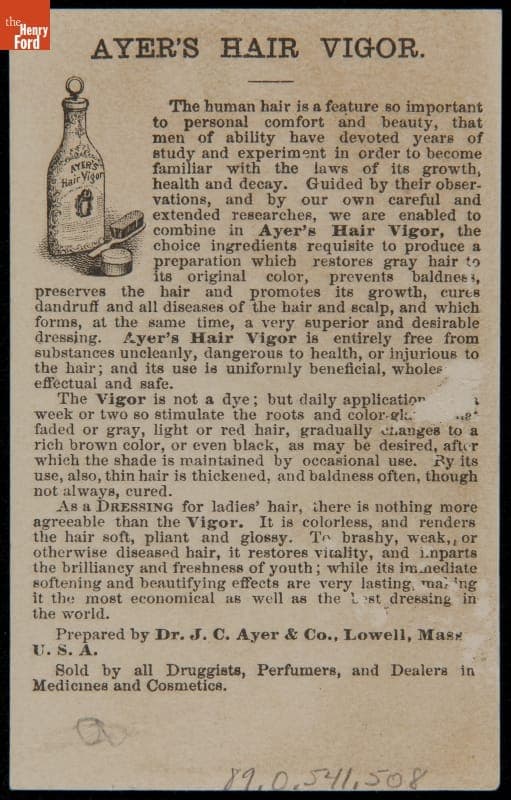 the
Henry
Ford
AYER'S HAIR VIGOR.
AYER'S
Hair Vigor
The human hair is a feature so important
to personal comfort and beauty, that
men of ability have devoted years of
study and experiment in order to become
familiar with the laws of its growth,
health and decay. Guided by their obser-
vations, and by our own careful and
extended researches, we are enabled to
combine in Ayer's Hair Vigor, the
choice ingredients requisite to produce a
preparation which restores gray hair to
its original color, prevents baldness,
preserves the hair and promotes its growth, cures
dandruff and all diseases of the hair and scalp, and which
forms, at the same time, a very superior and desirable
dressing. Ayer's Hair Vigor is entirely free from
substances uncleanly, dangerous to health, or injurious to
the hair; and its use is uniformly beneficial, wholes
effectual and safe.
The Vigor is not a dye; but daily application
week or two so stimulate the roots and color-gla
faded or gray, light or red hair, gradually changes to a
rich brown color, or even black, as may be desired, after
which the shade is maintained by occasional use. By its
use, also, thin hair is thickened, and baldness often, though
not always, cured.
As a DRESSING for ladies' hair, there is nothing more
agreeable than the Vigor. It is colorless, and renders
the hair soft, pliant and glossy. To brashy, weak, or
otherwise diseased hair, it restores vitality, and imparts
the brilliancy and freshness of youth; while its immediate
softening and beautifying effects are very lasting, making
it the most economical as well as the best dressing in
the world.
Prepared by Dr. J. C. Ayer & Co., Lowell, Mass
U. S. A.
Sold by all Druggists, Perfumers, and Dealers in
Medicines and Cosmetics.
89.0.541.508